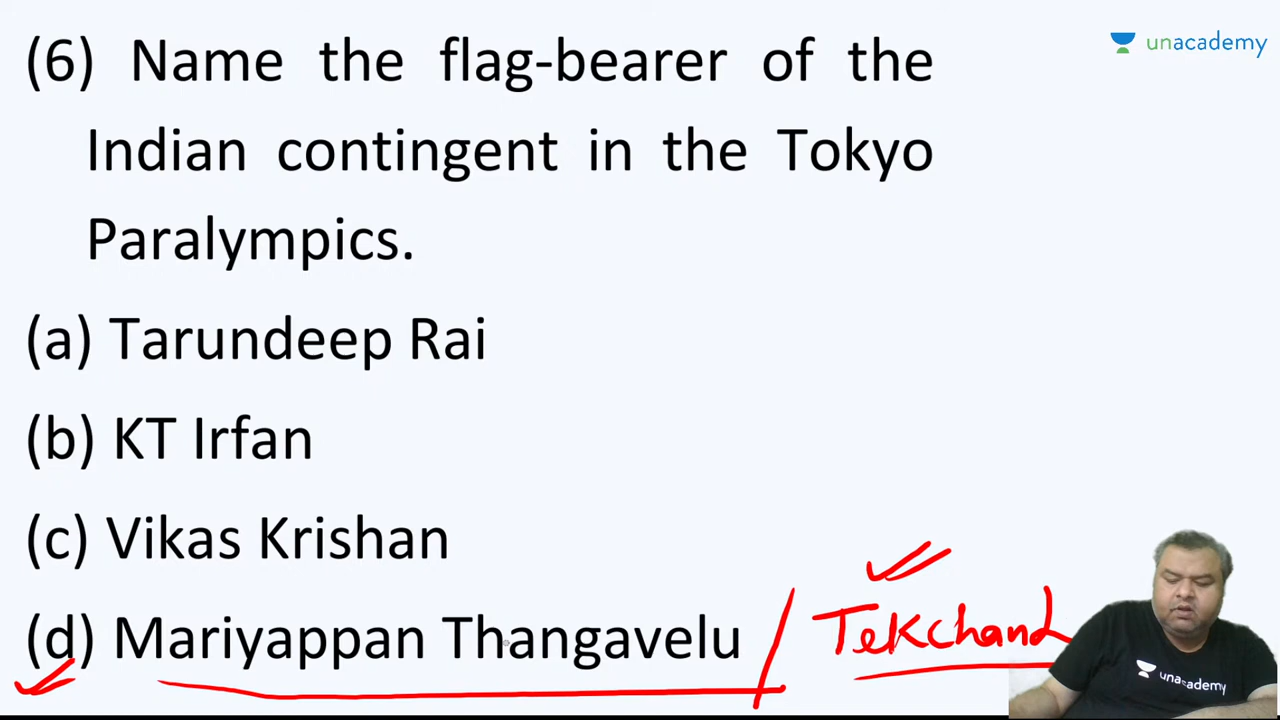 (6) Name the flag-bearer of the
Indian contingent in the Tokyo
Paralympics.
(a) Tarundeep Rai
(b) KT Irfan
(c) Vikas Krishan
(d) Mariyappan Thangavelu / TeKchand
unacademy
unacademy